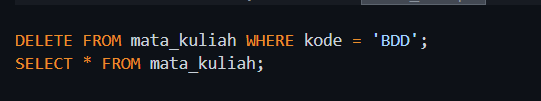 DELETE FROM mata_kuliah WHERE kode = 'BDD';
SELECT * FROM mata_kuliah;